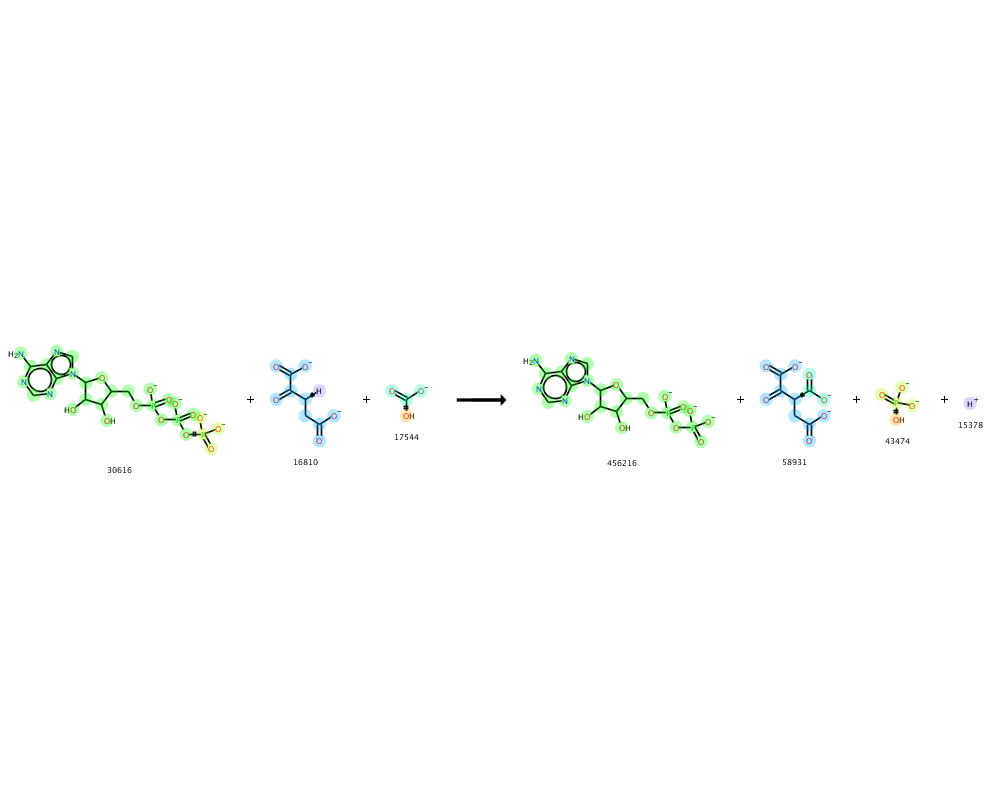 30616 + 16810 + 17544 → 456216 + 58931 + 43474 + 15378
H₂N N N N N O HO OH O O P O⁻ O O P O⁻ O O P O⁻ O⁻ O
O O⁻ O H O⁻ O
O O⁻ OH
H₂N N N N N O HO OH O O P O⁻ O O P O⁻ O⁻ O
O O⁻ O O O⁻ O⁻ O
O O⁻ P O⁻ OH
H⁺